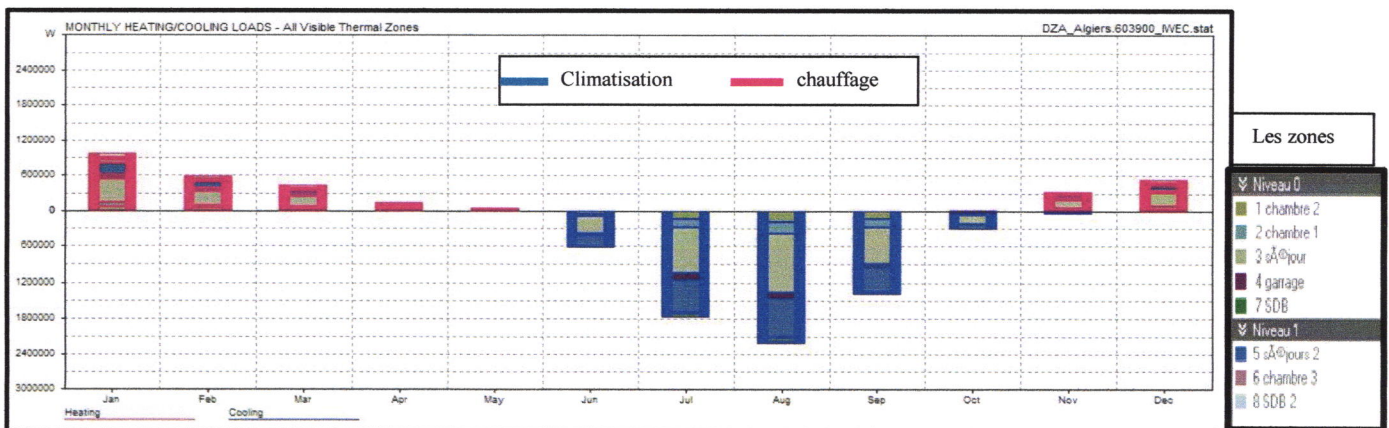 MONTHLY HEATING/COOLING LOADS - All Visible Thermal Zones
DZA_Algiers.603900_IWEC.stat
W
Climatisation
chauffage
2400000
1800000
1200000
600000
0
600000
1200000
1800000
2400000
3000000
Jan Feb Mar Apr May Jun Jul Aug Sep Oct Nov Dec
Heating Cooling
Les zones
Niveau 0
1 chambre 2
2 chambre 1
3 sÃ©jour
4 garrage
7 SDB
Niveau 1
5 sÃ©jours 2
6 chambre 3
8 SDB 2